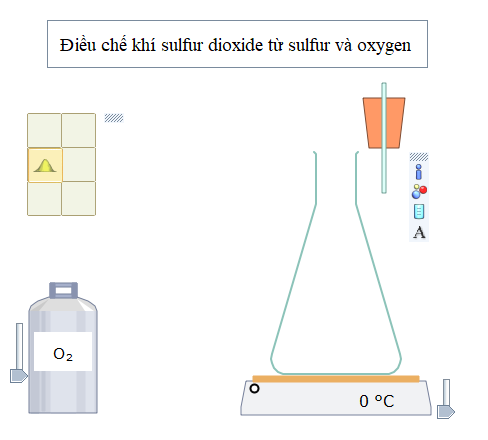 Điều chế khí sulfur dioxide từ sulfur và oxygen
A
O₂
0 °C